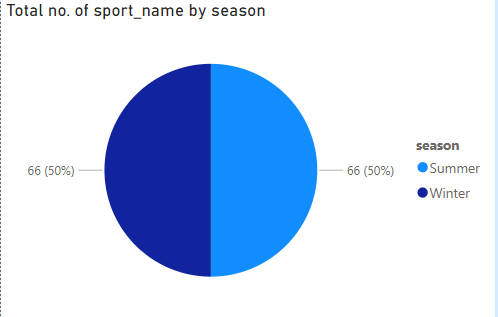 Total no. of sport_name by season
66 (50%)
66 (50%)
season
Summer
Winter